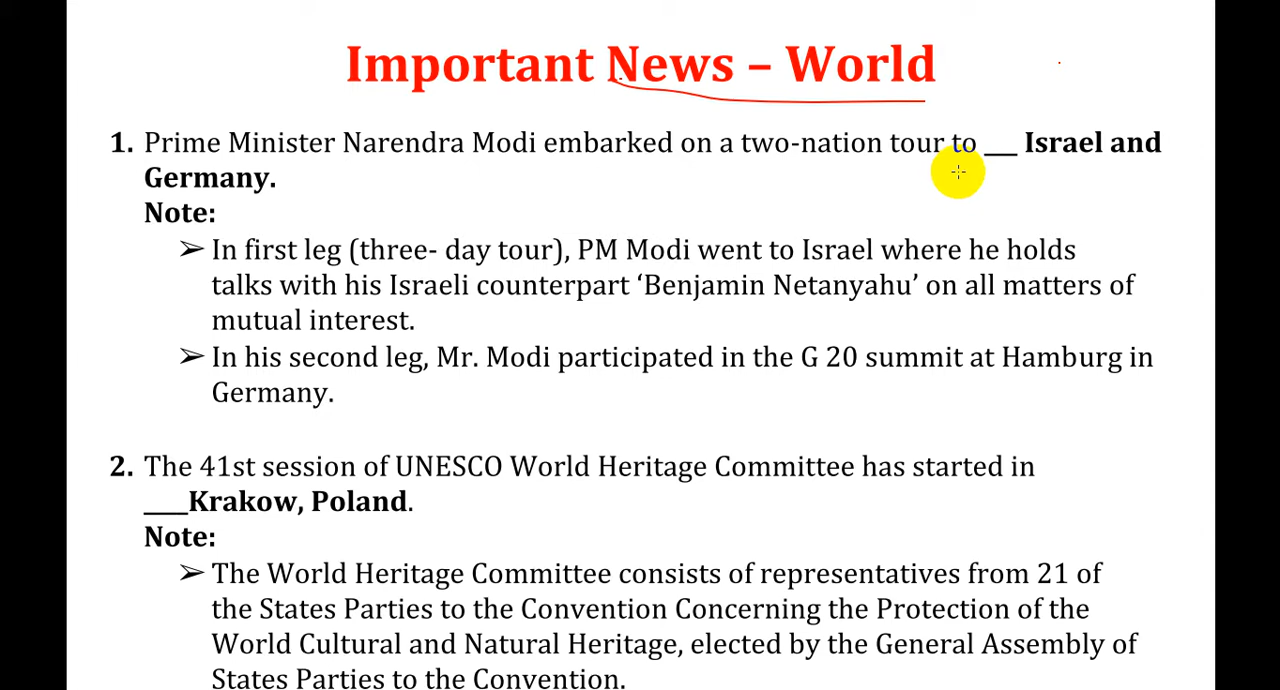 Important News – World
1. Prime Minister Narendra Modi embarked on a two-nation tour to __ Israel and
Germany.
Note:
➢ In first leg (three- day tour), PM Modi went to Israel where he holds
talks with his Israeli counterpart ‘Benjamin Netanyahu’ on all matters of
mutual interest.
➢ In his second leg, Mr. Modi participated in the G 20 summit at Hamburg in
Germany.
2. The 41st session of UNESCO World Heritage Committee has started in
___Krakow, Poland.
Note:
➢ The World Heritage Committee consists of representatives from 21 of
the States Parties to the Convention Concerning the Protection of the
World Cultural and Natural Heritage, elected by the General Assembly of
States Parties to the Convention.